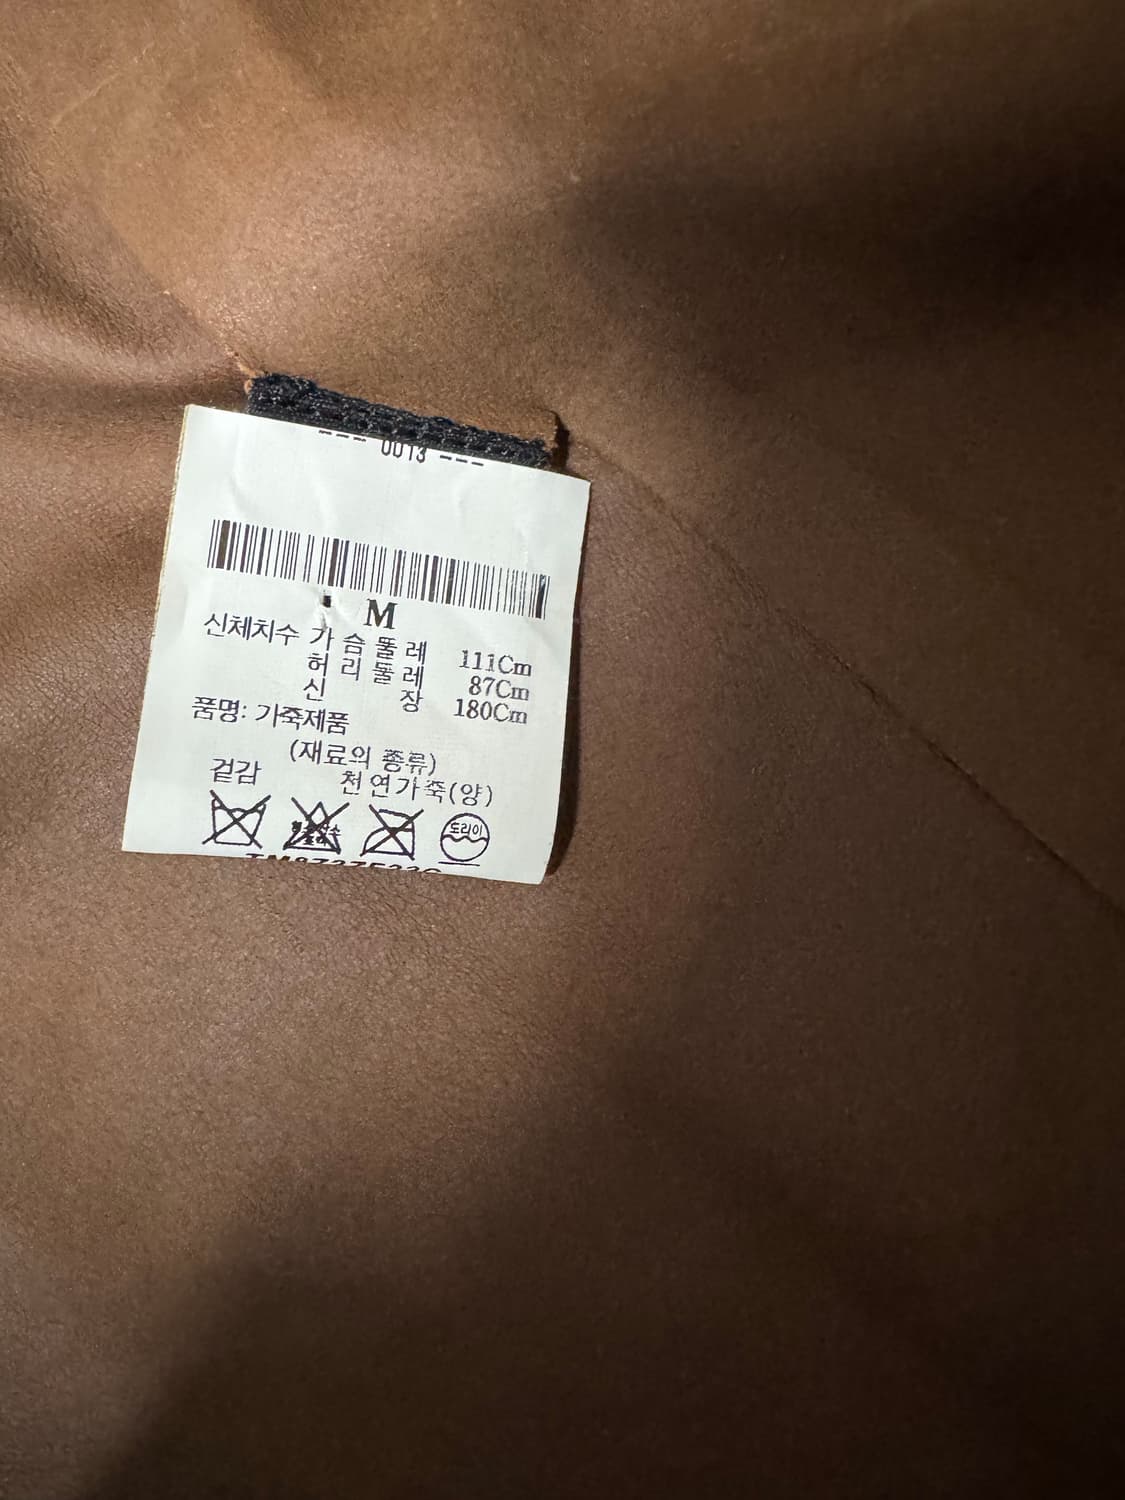 --- 0013 ---
M
신체치수 가슴둘레 111Cm
허리둘레 87Cm
신장 180Cm
품명: 가죽제품
(재료의 종류)
겉감 천연가죽(양)
드라이